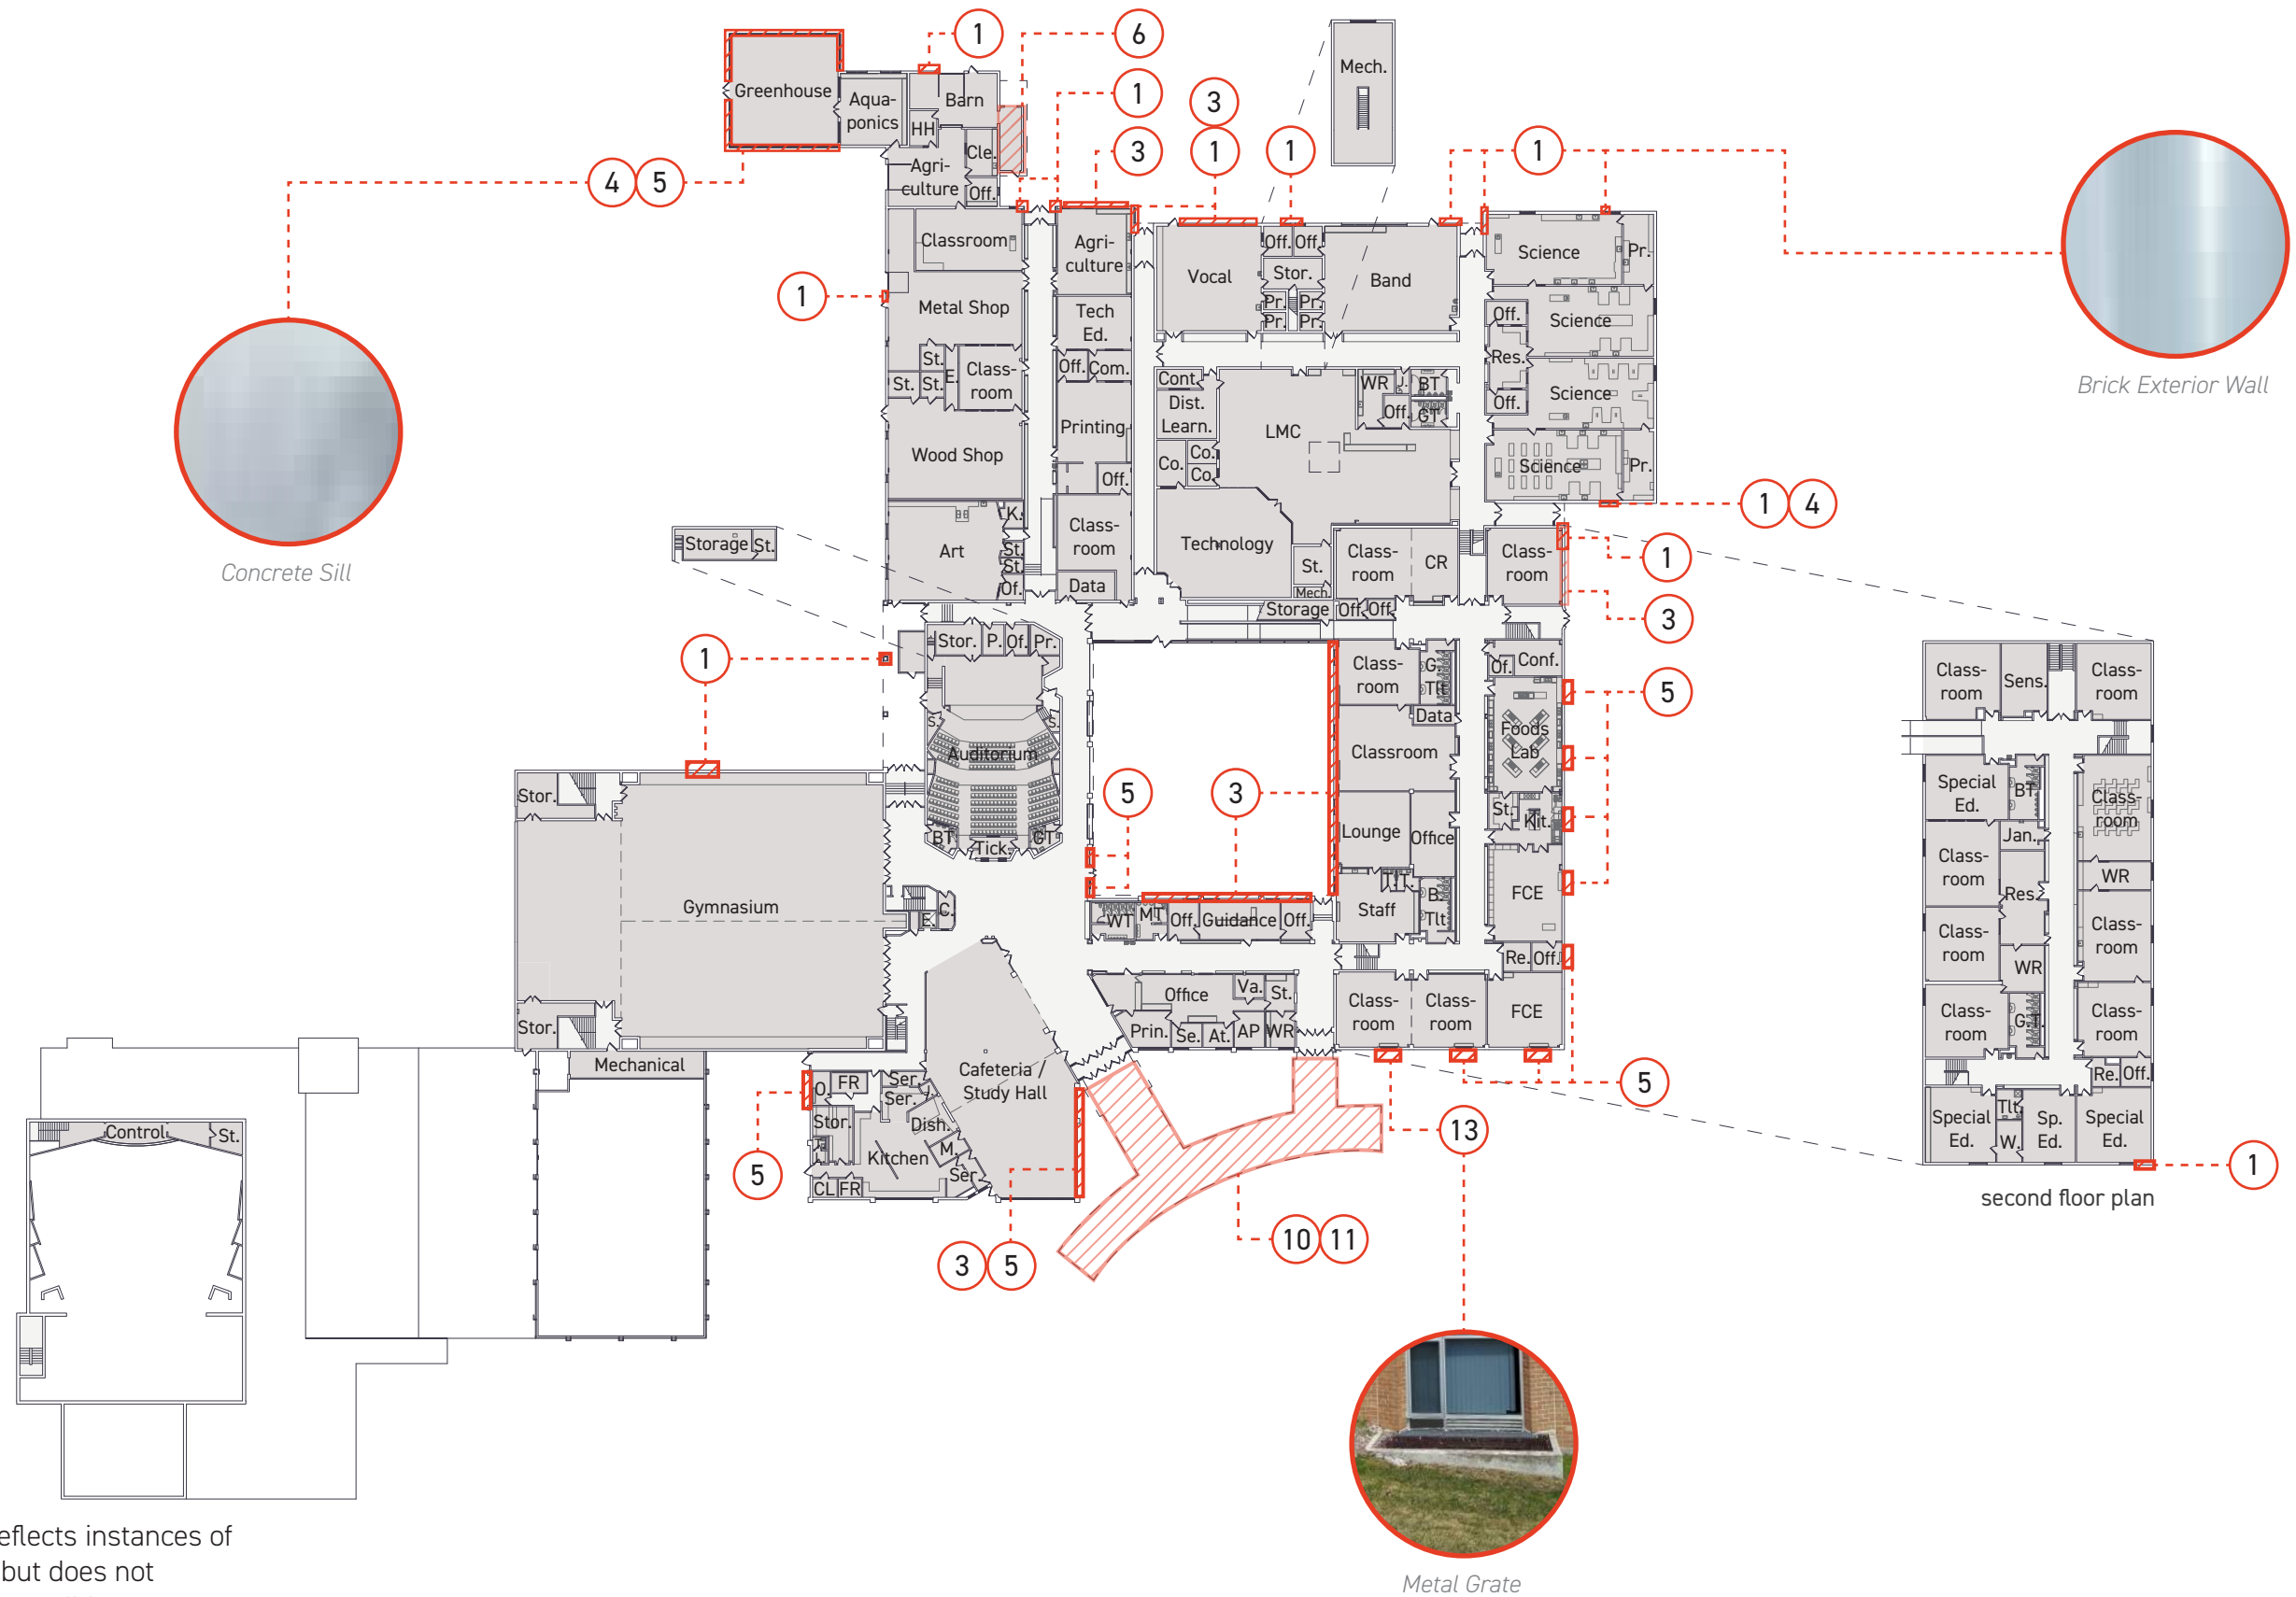 1
6
Mech.
Greenhouse
Aqua-
ponics
Barn
HH
Cle.
Agri-
culture
Off.
1
3
3
1
1
1
4
5
Classroom
Agri-
culture
Vocal
Off.
Off.
Stor.
Pr.
Pr.
Pr.
Pr.
Band
Science
Pr.
1
Metal Shop
Tech
Ed.
Off.
Science
Res.
St.
E.
Class-
room
Off.
Com.
St.
St.
Cont.
Dist.
Learn.
WR
J.
BT
Off.
GT
Science
Off.
Brick Exterior Wall
Wood Shop
Printing
LMC
Co.
Co.
Co.
Off.
Science
Pr.
1
4
Concrete Sill
Storage
St.
Art
K.
St.
St.
Of.
Class-
room
Data
Technology
St.
Mech.
Class-
room
CR
Class-
room
1
3
Storage
Off.
Off.
1
Stor.
P.
Of.
Pr.
S.
S.
Auditorium
BT
Tick.
GT
Class-
room
G.
Tlt.
Data
Of.
Conf.
5
Foods
Lab
Classroom
5
3
Lounge
Office
St.
Kit.
T.
T.
Staff
B.
Tlt.
FCE
Class-
room
Sens.
Class-
room
Special
Ed.
BT
Class-
room
Jan.
Class-
room
Res.
WR
Class-
room
Class-
room
WR
Class-
room
G.T.
Class-
room
Re.
Off.
Special
Ed.
Tlt.
W.
Sp.
Ed.
Special
Ed.
1
second floor plan
Stor.
Gymnasium
C.
E.
Stor.
WT
MT
Off.
Guidance
Off.
Re.
Off.
Office
Va.
St.
Prin.
Se.
At.
AP
WR
Class-
room
Class-
room
FCE
5
13
Mechanical
O.
FR
Ser.
Ser.
J.
Stor.
Dish.
Kitchen
M.
Ser.
CL
FR
Cafeteria /
Study Hall
5
3
5
10
11
Control
St.
Metal Grate
eflects instances of
but does not